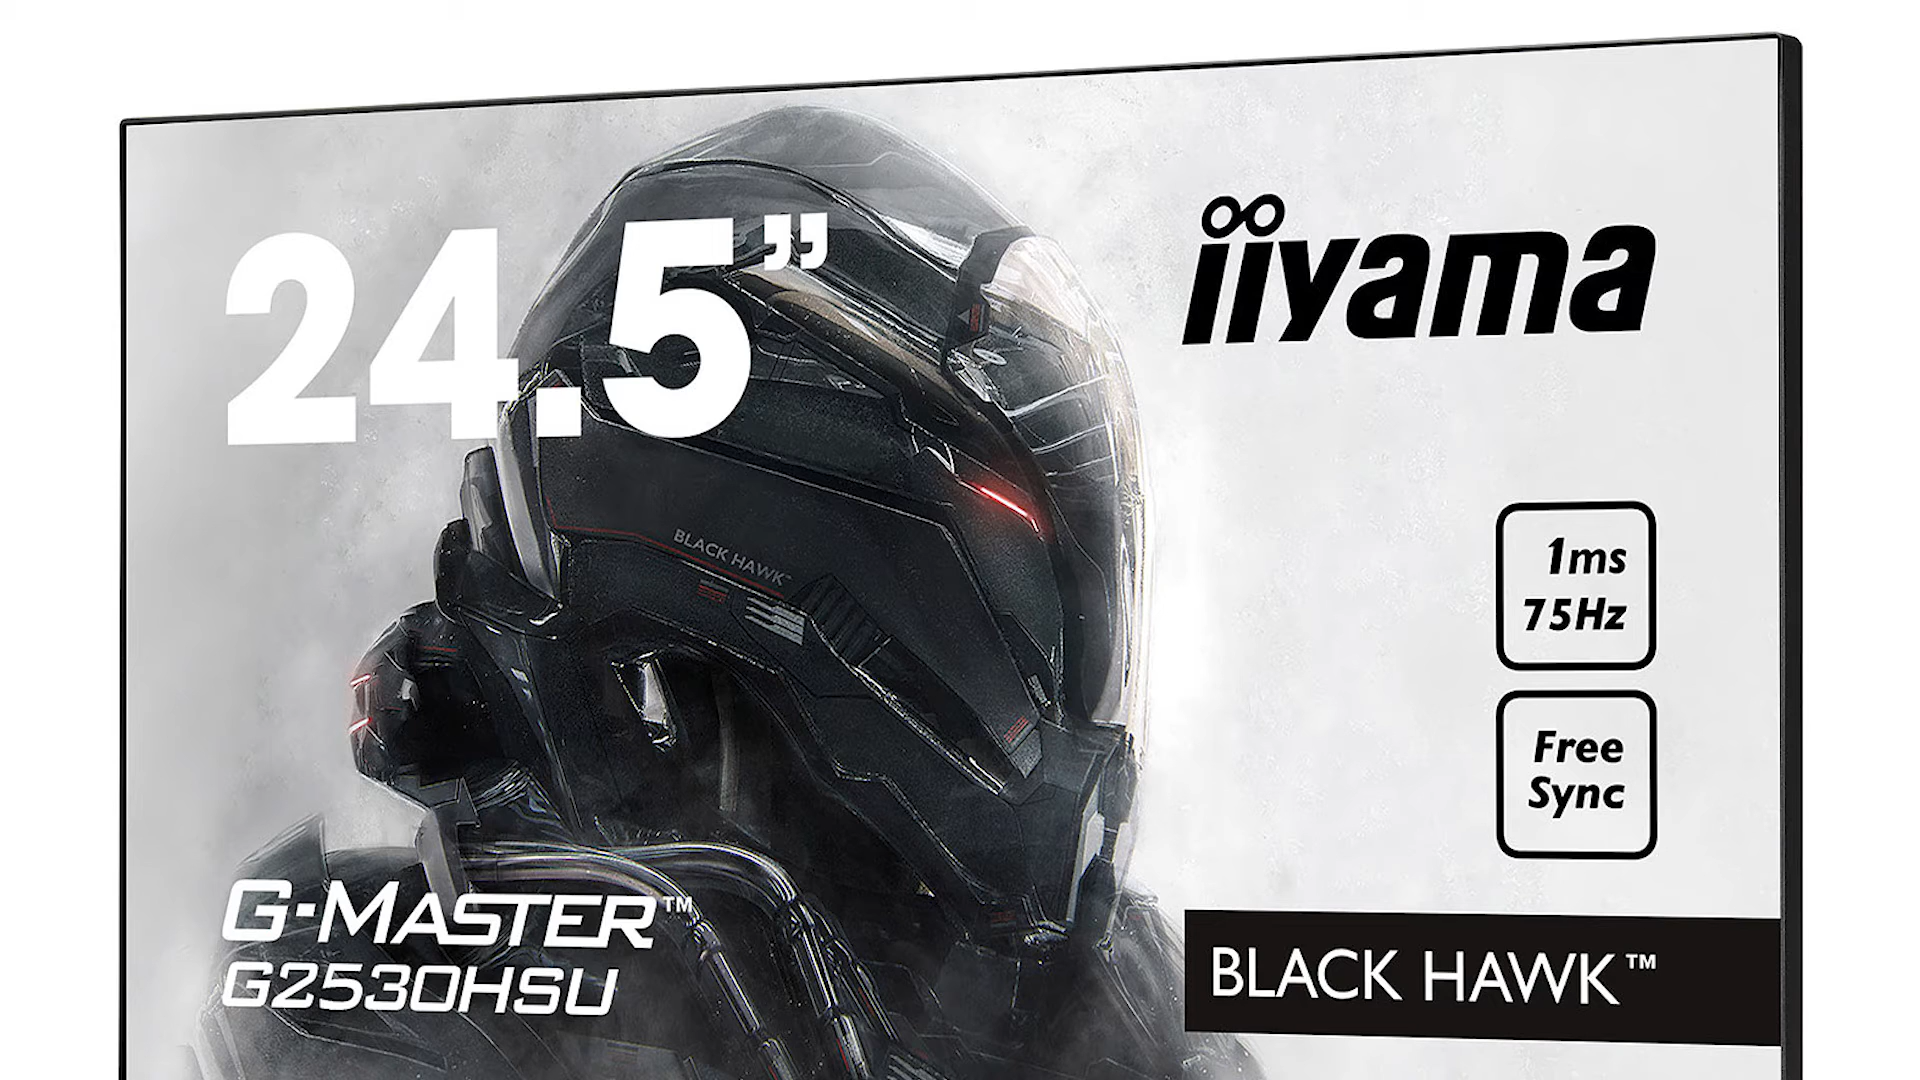 24.5”
iiyama
BLACK HAWK™
1ms
75Hz
Free
Sync
G-MASTER™
G2530HSU
BLACK HAWK™